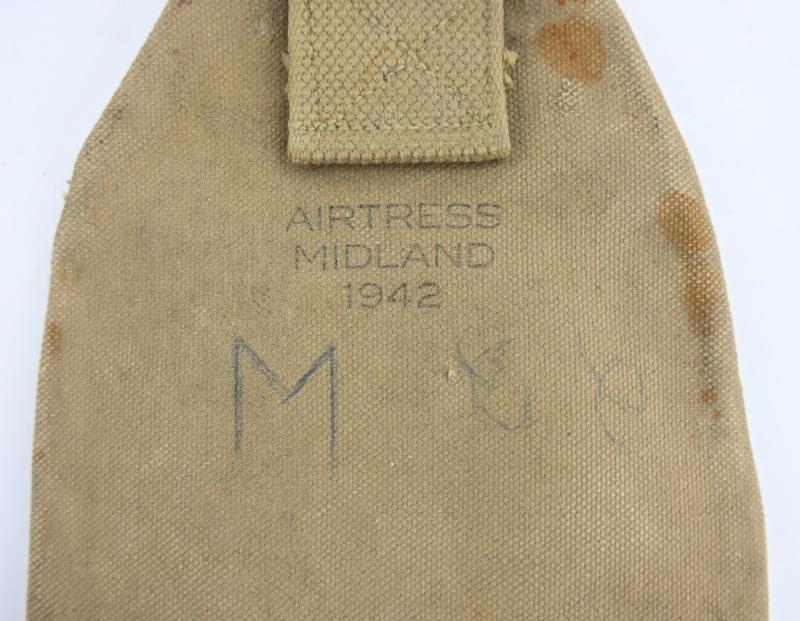 AIRTRESS
MIDLAND
1942
M